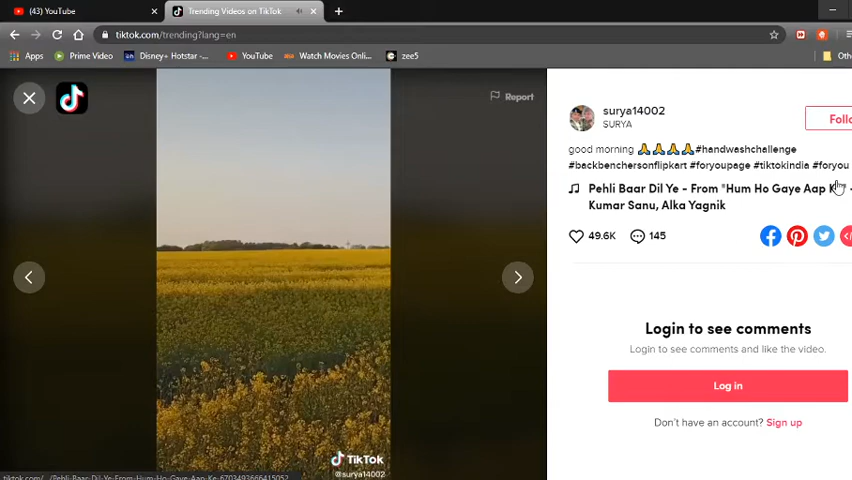 (43) YouTube
Trending Videos on TikTok
tiktok.com/trending?lang=en
Apps Prime Video Disney+ Hotstar -... YouTube Watch Movies Onli... zee5
Report
surya14002
SURYA
good morning 🙏🙏🙏🙏#handwashchallenge
#backbenchersonflipkart #foryoupage #tiktokindia #foryou
Pehli Baar Dil Ye - From "Hum Ho Gaye Aap
Kumar Sanu, Alka Yagnik
49.6K 145
Login to see comments
Login to see comments and like the video.
Log in
Don't have an account? Sign up
TikTok
@surya14002